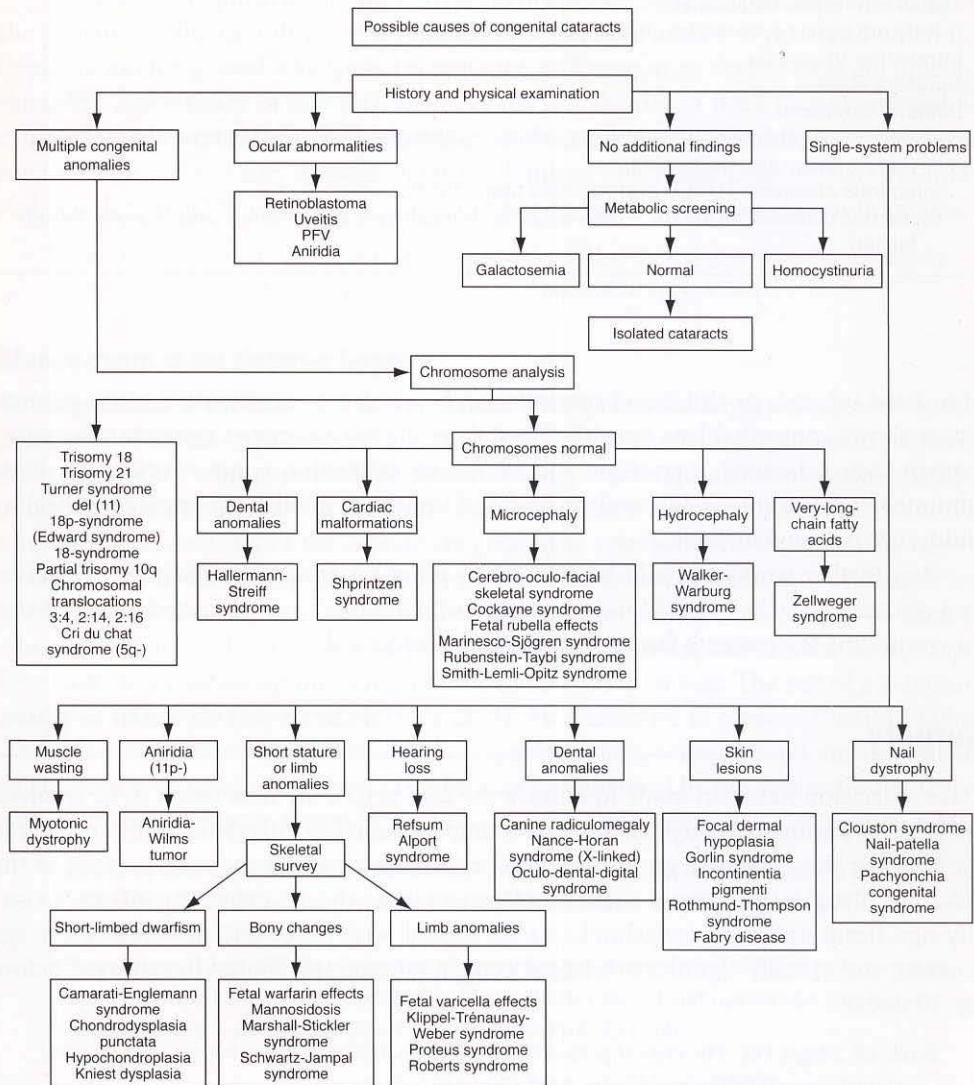 Possible causes of congenital cataracts
History and physical examination
Multiple congenital
anomalies
Ocular abnormalities
No additional findings
Single-system problems
Retinoblastoma
Uveitis
PFV
Aniridia
Metabolic screening
Galactosemia
Normal
Homocystinuria
Isolated cataracts
Chromosome analysis
Chromosomes normal
Trisomy 18
Trisomy 21
Turner syndrome
del (11)
18p-syndrome
(Edward syndrome)
18-syndrome
Partial trisomy 10q
Chromosomal
translocations
3:4, 2:14, 2:16
Cri du chat
syndrome (5q-)
Dental
anomalies
Cardiac
malformations
Microcephaly
Hydrocephaly
Very-long-
chain fatty
acids
Hallermann-
Streiff
syndrome
Shprintzen
syndrome
Cerebro-oculo-facial
skeletal syndrome
Cockayne syndrome
Fetal rubella effects
Marinesco-Sjögren syndrome
Rubenstein-Taybi syndrome
Smith-Lemli-Opitz syndrome
Walker-
Warburg
syndrome
Zellweger
syndrome
Muscle
wasting
Aniridia
(11p-)
Short stature
or limb
anomalies
Hearing
loss
Dental
anomalies
Skin
lesions
Nail
dystrophy
Myotonic
dystrophy
Aniridia-
Wilms
tumor
Skeletal
survey
Refsum
Alport
syndrome
Canine radiculomegaly
Nance-Horan
syndrome (X-linked)
Oculo-dental-digital
syndrome
Focal dermal
hypoplasia
Gorlin syndrome
Incontinentia
pigmenti
Rothmund-Thompson
syndrome
Fabry disease
Clouston syndrome
Nail-patella
syndrome
Pachyonchia
congenital
syndrome
Short-limbed dwarfism
Bony changes
Limb anomalies
Camarati-Englemann
syndrome
Chondrodysplasia
punctata
Hypochondroplasia
Kniest dysplasia
Fetal warfarin effects
Mannosidosis
Marshall-Stickler
syndrome
Schwartz-Jampal
syndrome
Fetal varicella effects
Klippel-Trénaunay-
Weber syndrome
Proteus syndrome
Roberts syndrome